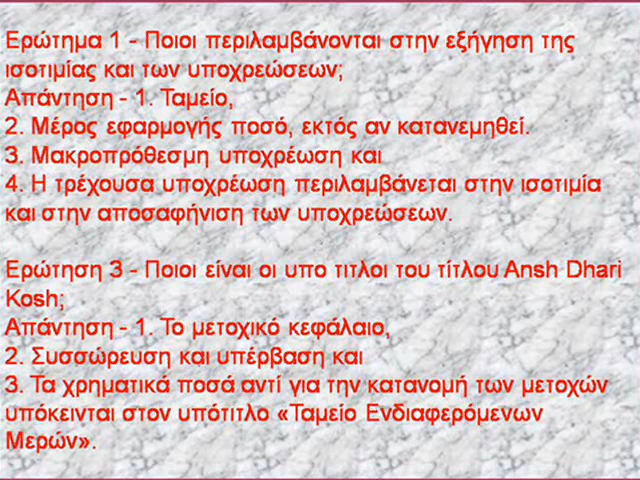 Ερώτημα 1 - Ποιοι περιλαμβάνονται στην εξήγηση της
ισοτιμίας και των υποχρεώσεων;
Απάντηση - 1. Ταμείο,
2. Μέρος εφαρμογής ποσό, εκτός αν κατανεμηθεί.
3. Μακροπρόθεσμη υποχρέωση και
4. Η τρέχουσα υποχρέωση περιλαμβάνεται στην ισοτιμία
και στην αποσαφήνιση των υποχρεώσεων.
Ερώτηση 3 - Ποιοι είναι οι υπο τιτλοι του τίτλου Ansh Dhari
Kosh;
Απάντηση - 1. Το μετοχικό κεφάλαιο,
2. Συσσώρευση και υπέρβαση και
3. Τα χρηματικά ποσά αντί για την κατανομή των μετοχών
υπόκεινται στον υπότιτλο «Ταμείο Ενδιαφερόμενων
Μερών».